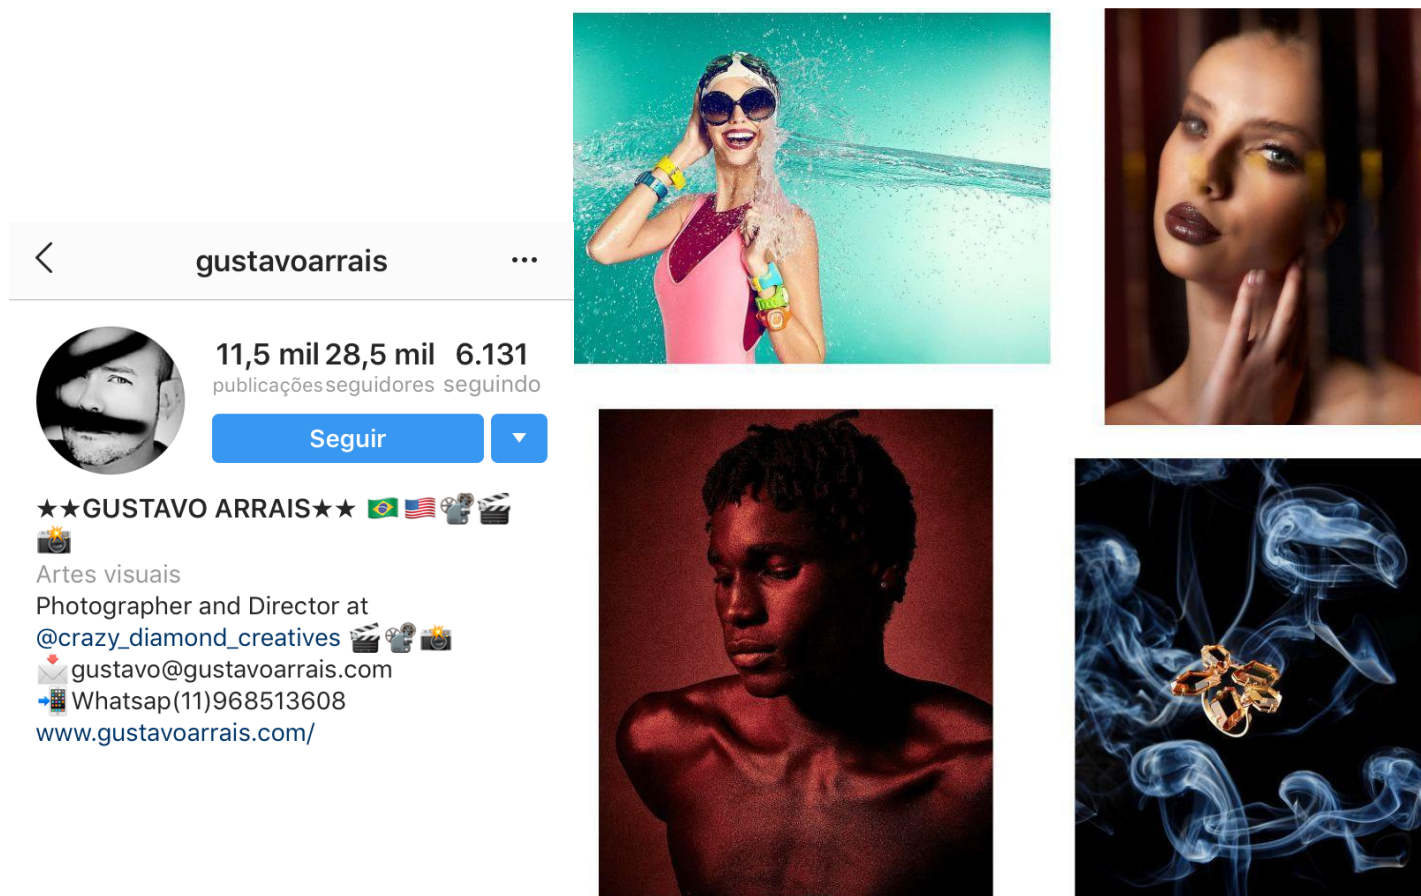 gustavoarrais
11,5 mil 28,5 mil 6.131
publicações seguidores seguindo
Seguir
★★GUSTAVO ARRAIS★★ 🇧🇷🇺🇸📽🎬
📸
Artes visuais
Photographer and Director at
@crazy_diamond_creatives 🎬📽📸
📩gustavo@gustavoarrais.com
📲Whatsap(11)968513608
www.gustavoarrais.com/